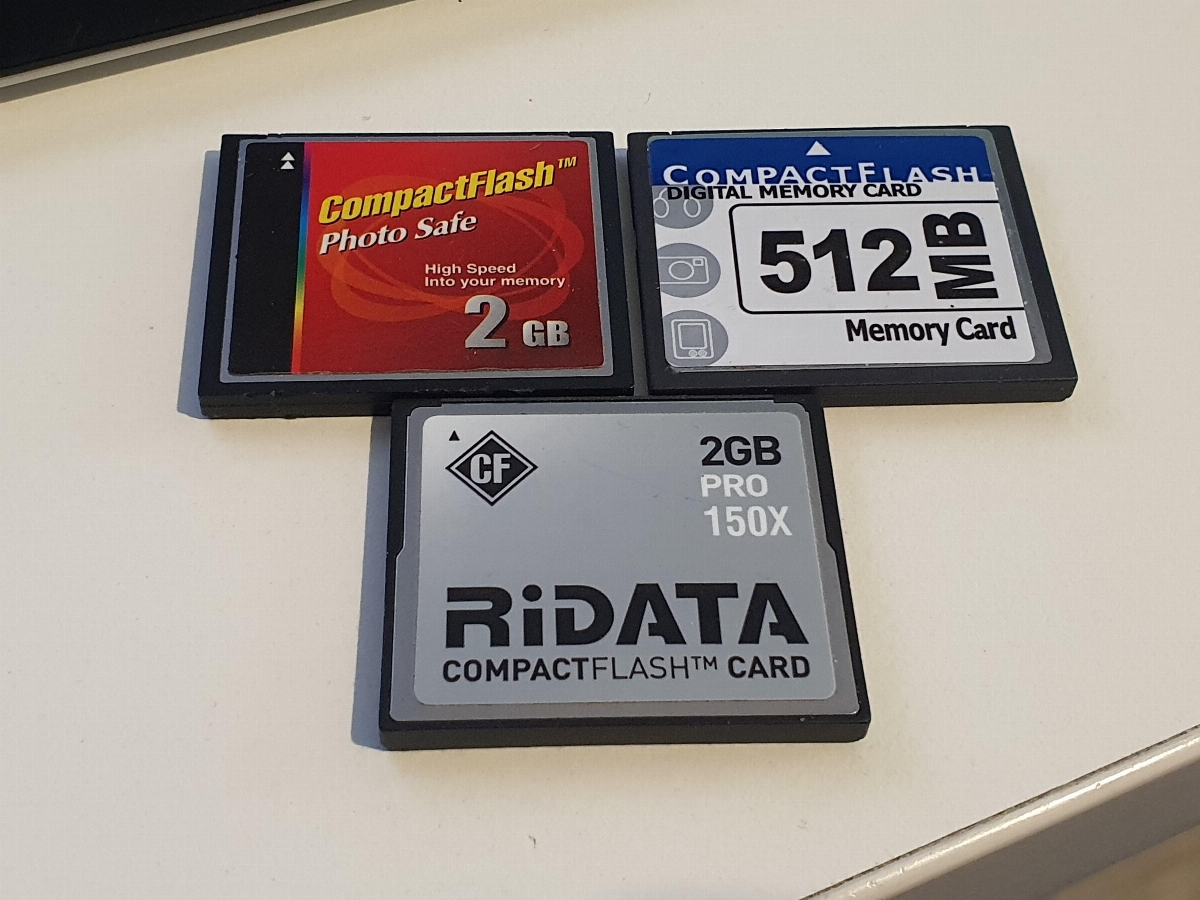 CompactFlash™
Photo Safe
High Speed
Into your memory
2 GB
COMPACTFLASH
DIGITAL MEMORY CARD
512 MB
Memory Card
CF
2GB
PRO
150X
RiDATA
COMPACTFLASH™ CARD